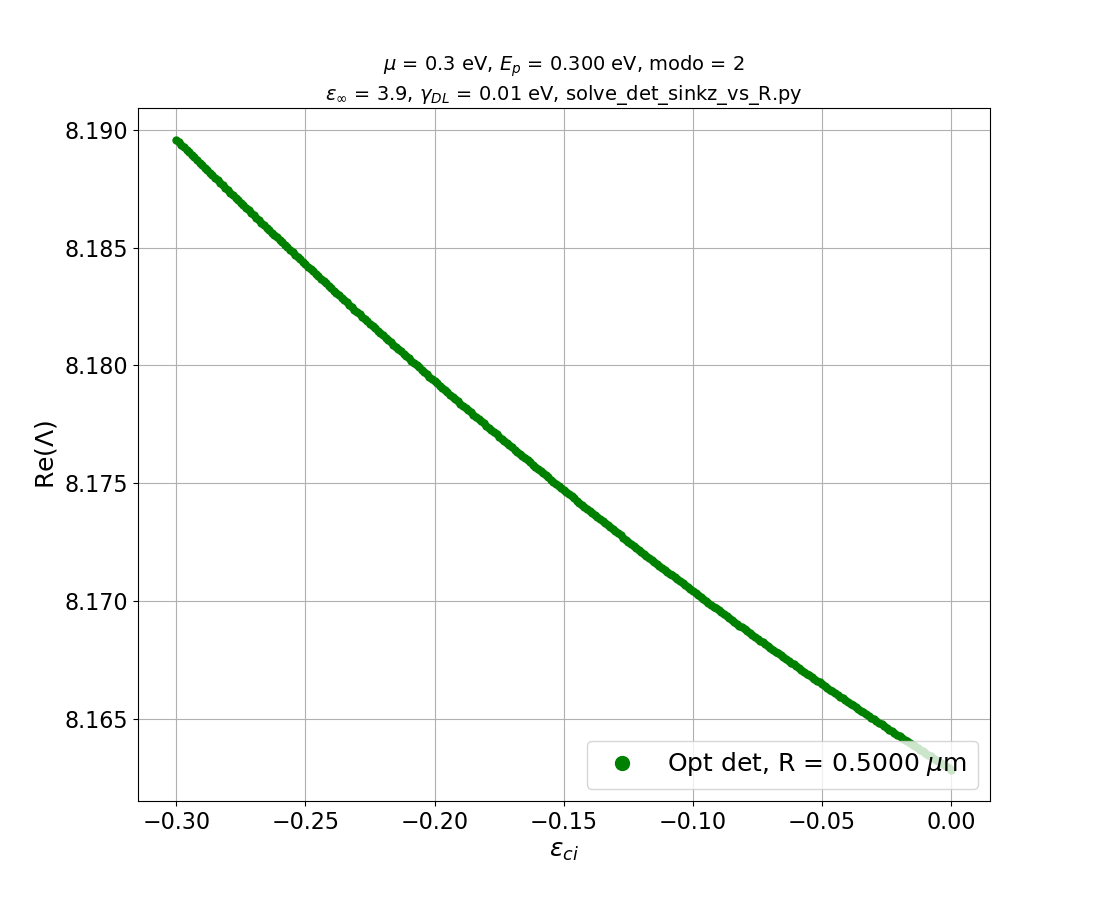 μ = 0.3 eV, E_p = 0.300 eV, modo = 2
ε_∞ = 3.9, γ_DL = 0.01 eV, solve_det_sinkz_vs_R.py
8.190
8.185
8.180
8.175
8.170
8.165
Re(Λ)
Opt det, R = 0.5000 μm
−0.30 −0.25 −0.20 −0.15 −0.10 −0.05 0.00
ε_ci